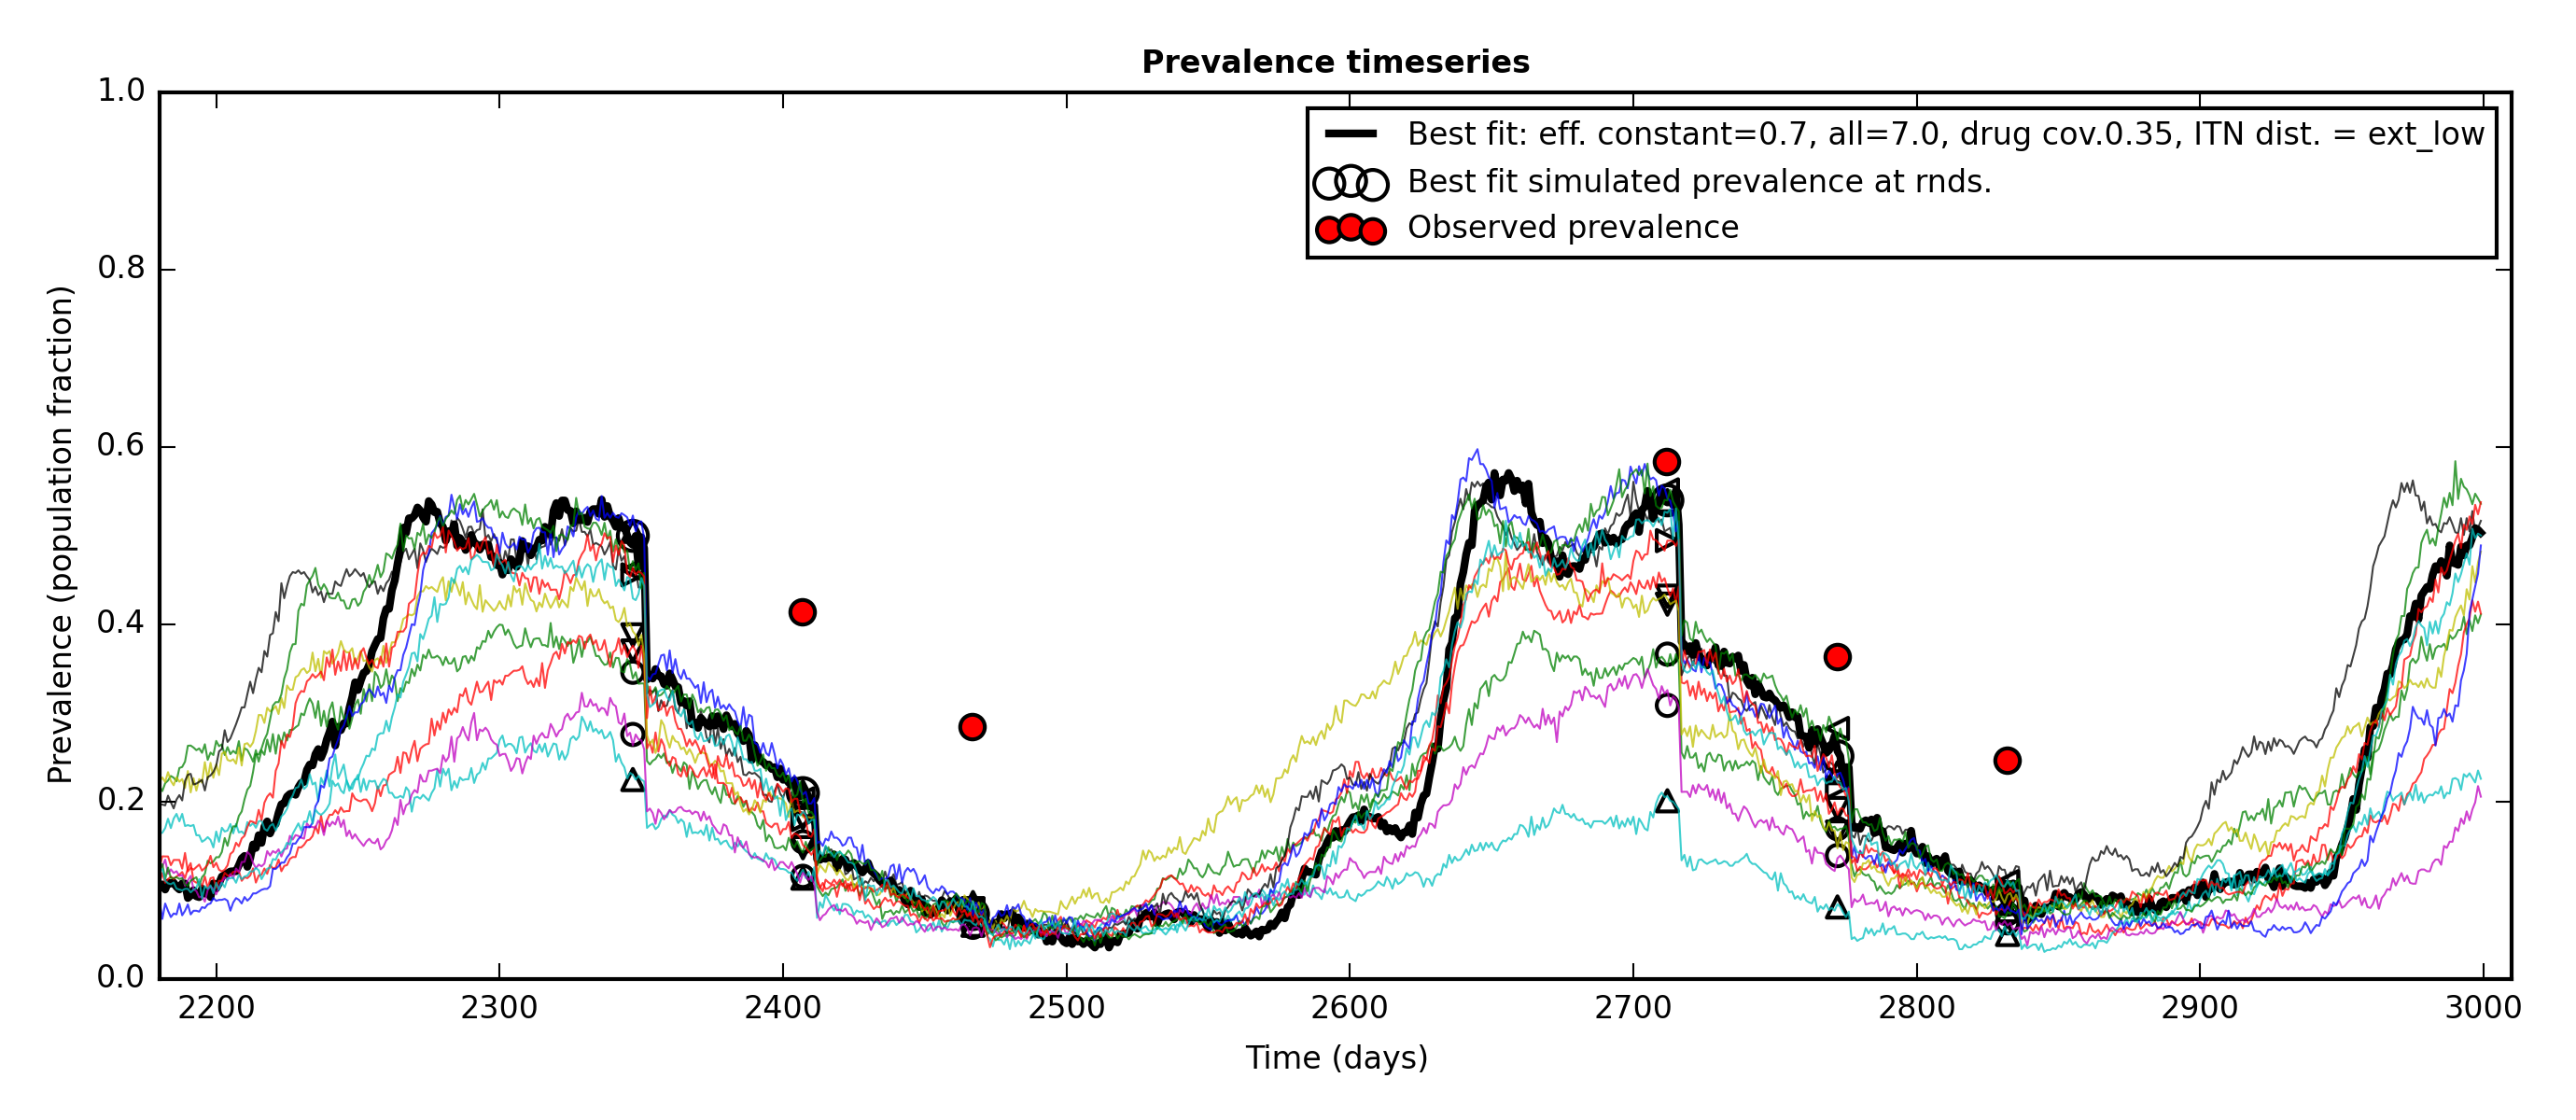 Prevalence timeseries
Best fit: eff. constant=0.7, all=7.0, drug cov.0.35, ITN dist. = ext_low
Best fit simulated prevalence at rnds.
Observed prevalence
Prevalence (population fraction)
1.0
0.8
0.6
0.4
0.2
0.0
2200 2300 2400 2500 2600 2700 2800 2900 3000
Time (days)